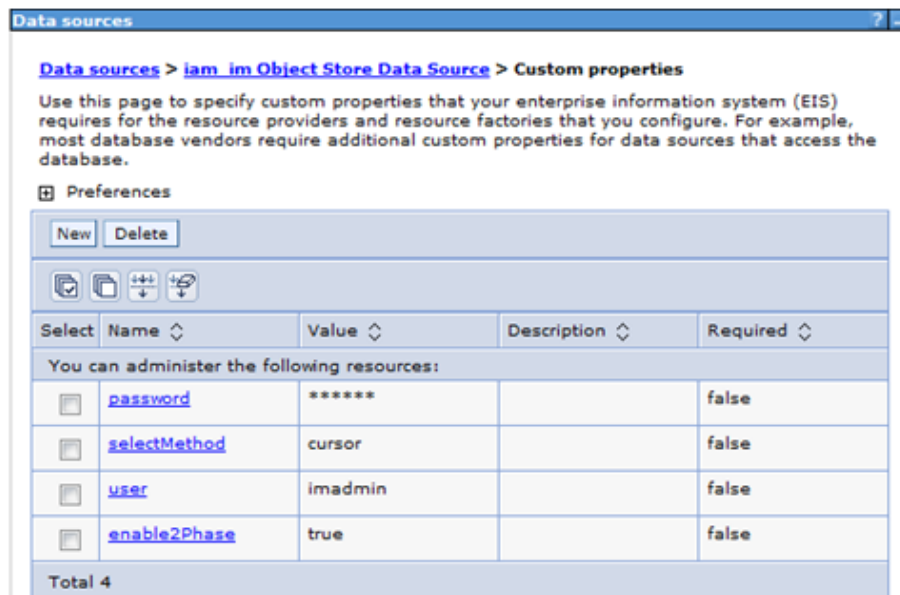 Data sources ? -
Data sources > iam_im Object Store Data Source > Custom properties
Use this page to specify custom properties that your enterprise information system (EIS)
requires for the resource providers and resource factories that you configure. For example,
most database vendors require additional custom properties for data sources that access the
database.
Preferences
New Delete
Select Name Value Description Required
You can administer the following resources:
password ****** false
selectMethod cursor false
user imadmin false
enable2Phase true false
Total 4